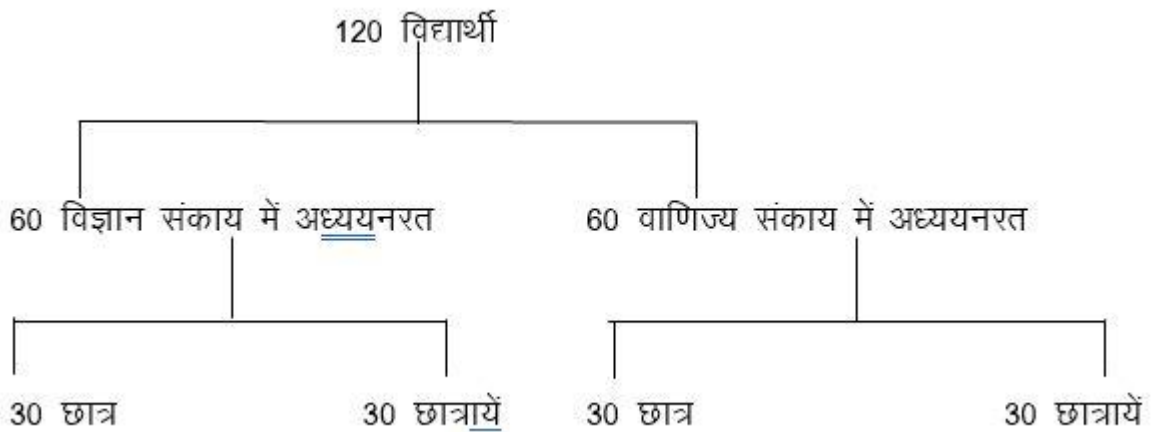 120 विद्यार्थी
60 विज्ञान संकाय में अध्ययनरत 60 वाणिज्य संकाय में अध्ययनरत
30 छात्र 30 छात्रायें 30 छात्र 30 छात्रायें